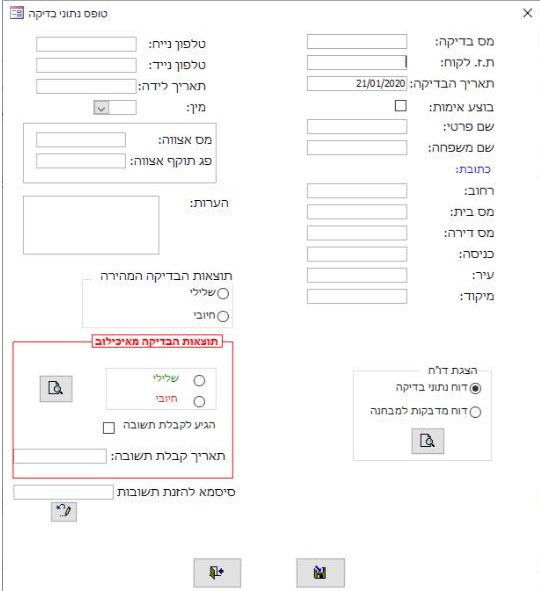 טופס נתוני בדיקה
מס בדיקה:
ת.ז. לקוח:
תאריך הבדיקה: 21/01/2020
בוצע אימות:
שם פרטי:
שם משפחה:
כתובת:
רחוב:
מס בית:
מס דירה:
כניסה:
עיר:
מיקוד:
טלפון נייח:
טלפון נייד:
תאריך לידה:
מין:
מס אצווה:
פג תוקף אצווה:
הערות:
תוצאות הבדיקה המהירה
שלילי
חיובי
תוצאות הבדיקה מאיכילוב
שלילי
חיובי
הגיע לקבלת תשובה
תאריך קבלת תשובה:
סיסמא להזנת תשובות
הצגת דו"ח
דוח נתוני בדיקה
דוח מדבקות למבחנה